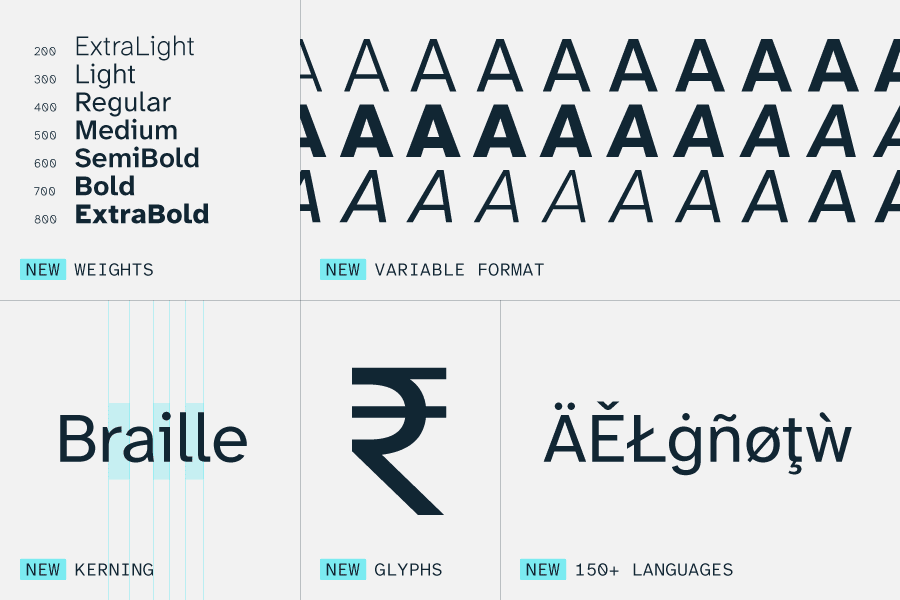 200 ExtraLight
300 Light
400 Regular
500 Medium
600 SemiBold
700 Bold
800 ExtraBold
NEW WEIGHTS
A A A A A A A A A A
A A A A A A A A A A
A A A A A A A A A A
NEW VARIABLE FORMAT
Braille
NEW KERNING
₹
NEW GLYPHS
ÄĚŁġñøţẁ
NEW 150+ LANGUAGES